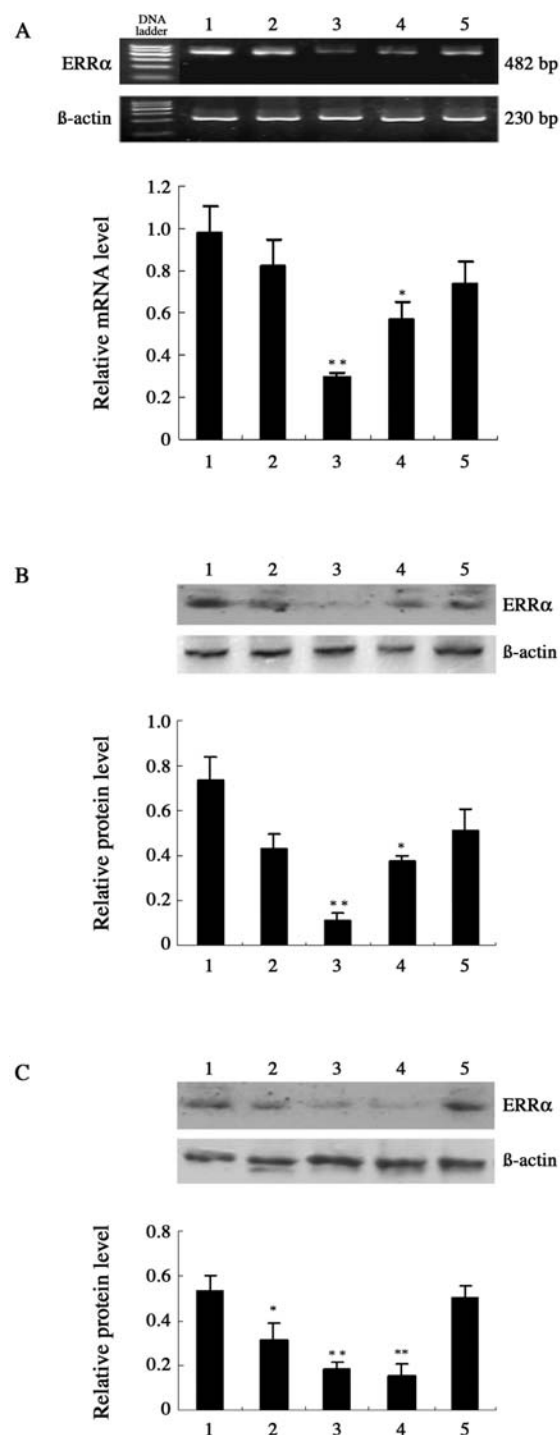 A
DNA
ladder
1 2 3 4 5
ERRα
482 bp
ß-actin
230 bp
Relative mRNA level
1.2
1.0
0.8
0.6
0.4
0.2
0
* *
*
1 2 3 4 5
B
1 2 3 4 5
ERRα
ß-actin
Relative protein level
1.0
0.8
0.6
0.4
0.2
0
* *
*
1 2 3 4 5
C
1 2 3 4 5
ERRα
ß-actin
Relative protein level
0.8
0.6
0.4
0.2
0
*
* *
**
1 2 3 4 5